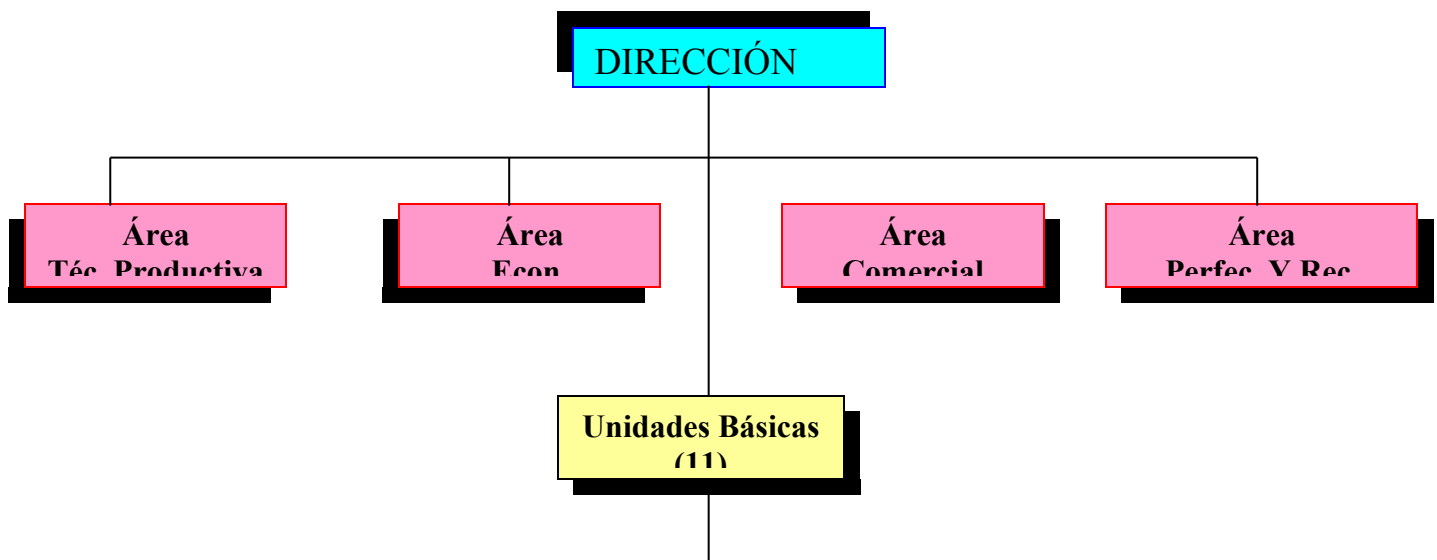 DIRECCIÓN
Área
Téc. Productiva
Área
Econ
Área
Comercial
Área
Perfec. Y Rec
Unidades Básicas
(11)